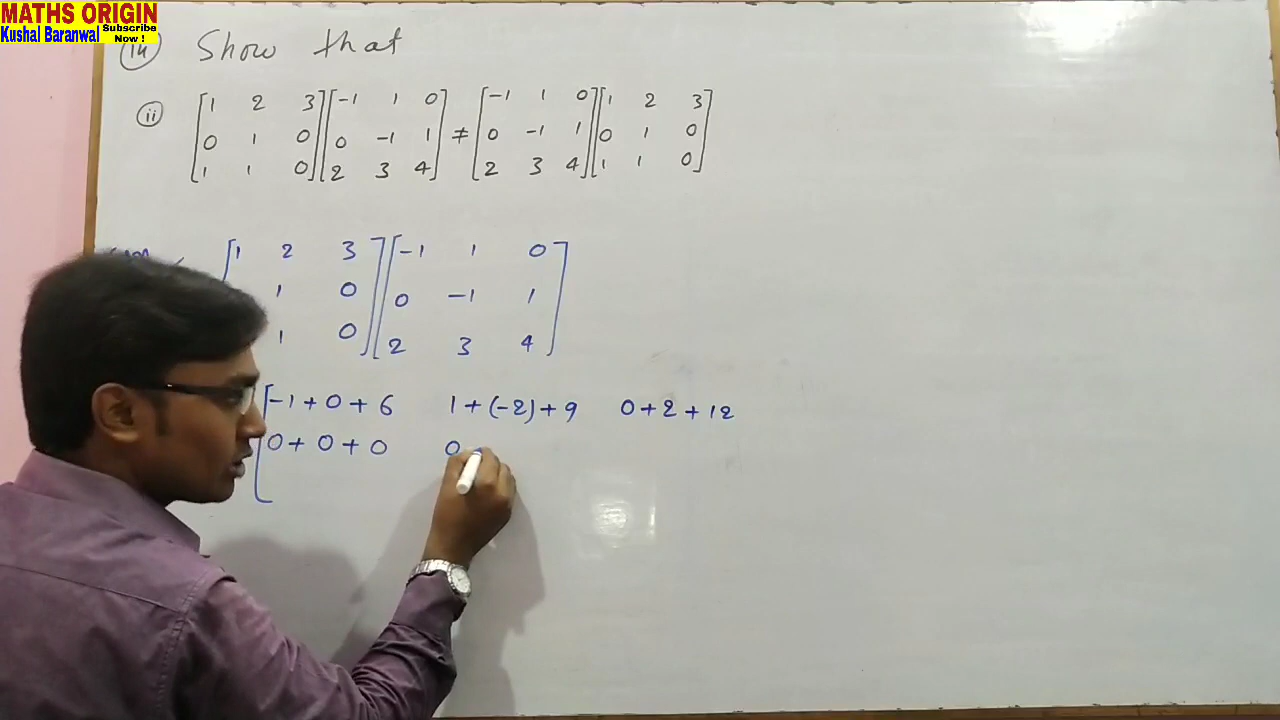 MATHS ORIGIN
Kushal Baranwal Subscribe Now !
Show that
(ii) [1 2 3] [-1 1 0] ≠ [-1 1 0] [1 2 3]
[0 1 0] [0 -1 1] [0 -1 1] [0 1 0]
[1 1 0] [2 3 4] [2 3 4] [1 1 0]
[1 2 3] [-1 1 0]
1 0] [0 -1 1]
1 0] [2 3 4]
[-1+0+6 1+(-2)+9 0+2+12
0+0+0 0